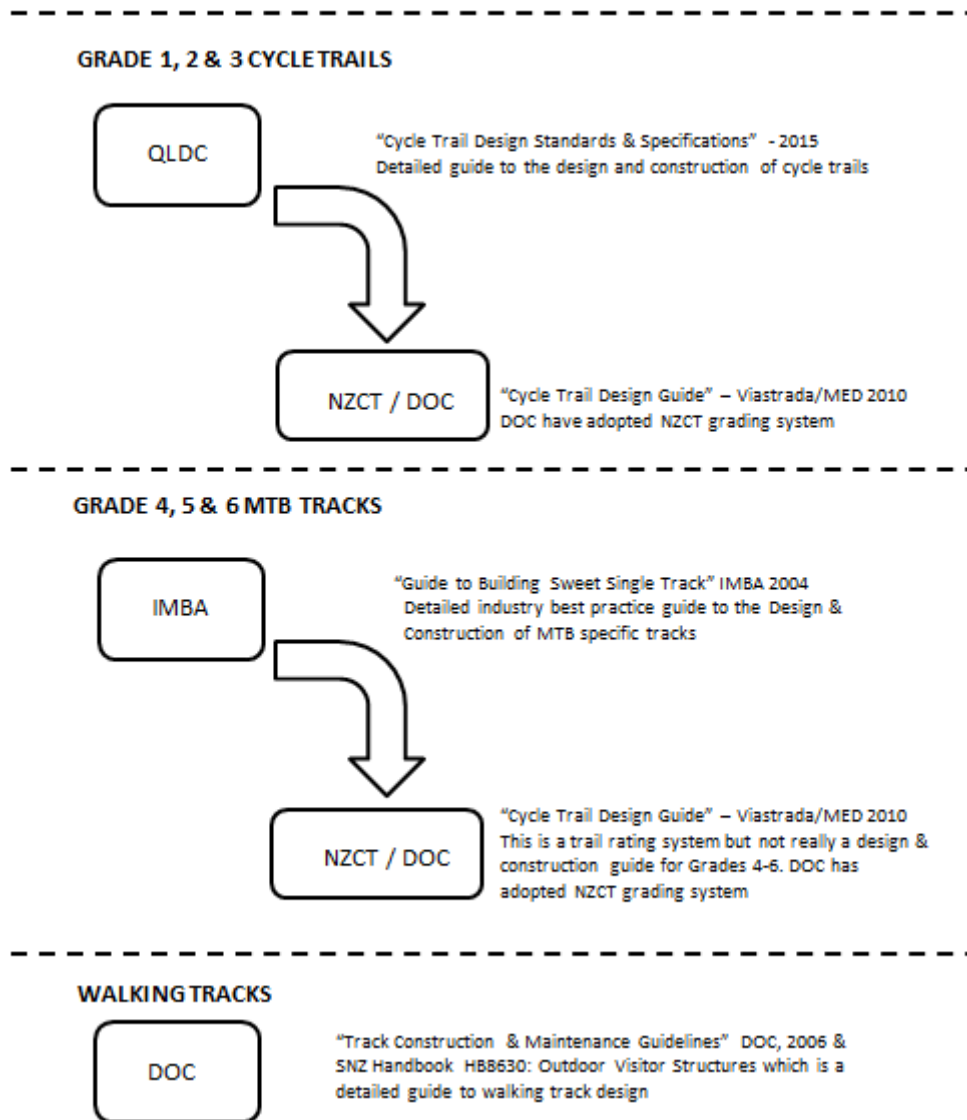 GRADE 1, 2 & 3 CYCLE TRAILS
QLDC
"Cycle Trail Design Standards & Specifications" - 2015
Detailed guide to the design and construction of cycle trails
NZCT / DOC
"Cycle Trail Design Guide" – Viastrada/MED 2010
DOC have adopted NZCT grading system
GRADE 4, 5 & 6 MTB TRACKS
IMBA
"Guide to Building Sweet Single Track" IMBA 2004
Detailed industry best practice guide to the Design &
Construction of MTB specific tracks
NZCT / DOC
"Cycle Trail Design Guide" – Viastrada/MED 2010
This is a trail rating system but not really a design &
construction guide for Grades 4-6. DOC has
adopted NZCT grading system
WALKING TRACKS
DOC
"Track Construction & Maintenance Guidelines" DOC, 2006 &
SNZ Handbook HB8630: Outdoor Visitor Structures which is a
detailed guide to walking track design